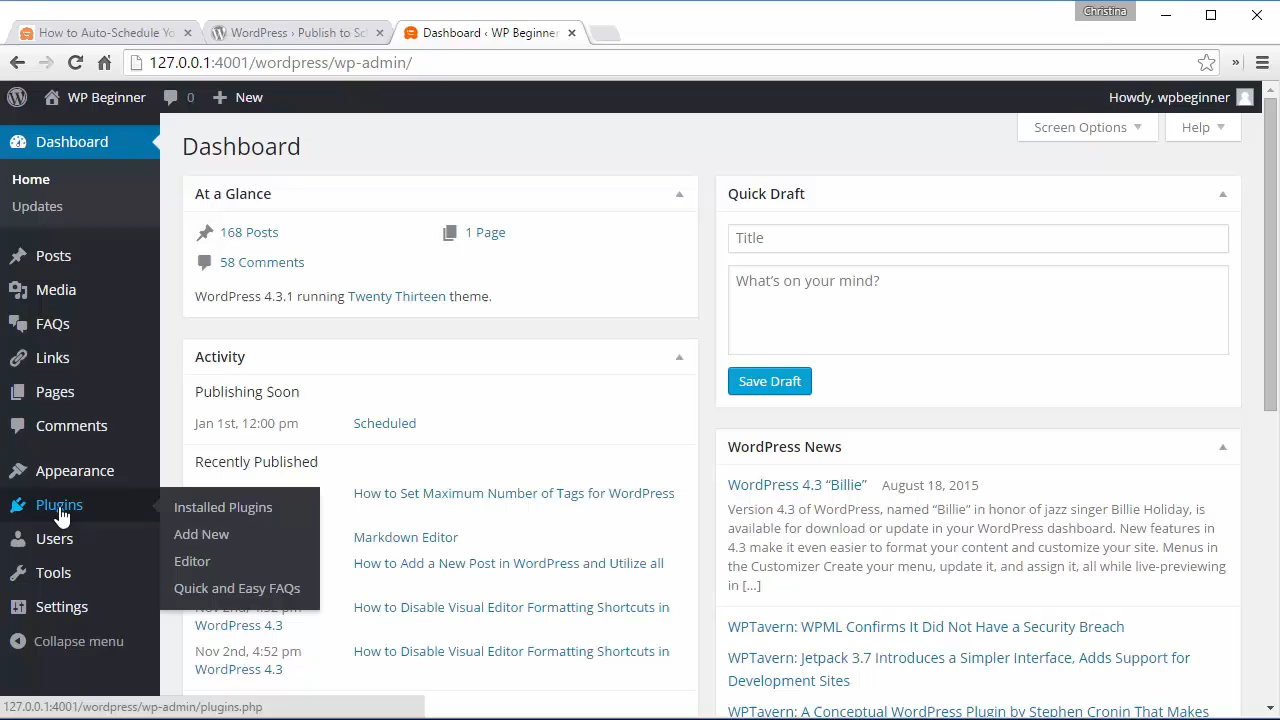 Christina
How to Auto-Schedule Yo
WordPress › Publish to Sc
Dashboard ‹ WP Beginner
127.0.0.1:4001/wordpress/wp-admin/
WP Beginner 0 New
Howdy, wpbeginner
Dashboard
Home
Updates
Posts
Media
FAQs
Links
Pages
Comments
Appearance
Plugins
Users
Tools
Settings
Collapse menu
Installed Plugins
Add New
Editor
Quick and Easy FAQs
Screen Options
Help
Dashboard
At a Glance
168 Posts
1 Page
58 Comments
WordPress 4.3.1 running Twenty Thirteen theme.
Activity
Publishing Soon
Jan 1st, 12:00 pm Scheduled
Recently Published
How to Set Maximum Number of Tags for WordPress
Markdown Editor
How to Add a New Post in WordPress and Utilize all
How to Disable Visual Editor Formatting Shortcuts in
WordPress 4.3
Nov 2nd, 4:52 pm How to Disable Visual Editor Formatting Shortcuts in
WordPress 4.3
Quick Draft
Title
What's on your mind?
Save Draft
WordPress News
WordPress 4.3 “Billie” August 18, 2015
Version 4.3 of WordPress, named “Billie” in honor of jazz singer Billie Holiday, is
available for download or update in your WordPress dashboard. New features in
4.3 make it even easier to format your content and customize your site. Menus in
the Customizer Create your menu, update it, and assign it, all while live-previewing
in […]
WPTavern: WPML Confirms It Did Not Have a Security Breach
WPTavern: Jetpack 3.7 Introduces a Simpler Interface, Adds Support for
Development Sites
WPTavern: A Conceptual WordPress Plugin by Stephen Cronin That Makes
127.0.0.1:4001/wordpress/wp-admin/plugins.php